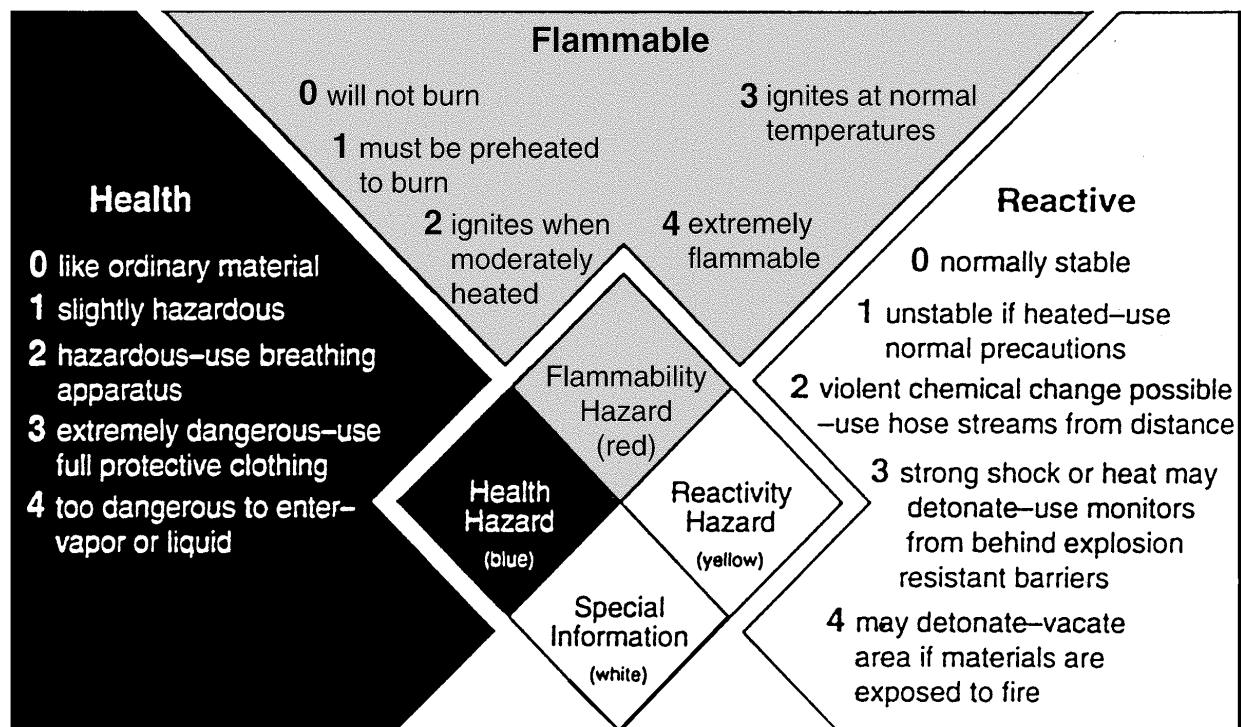 Flammable
0 will not burn
1 must be preheated
to burn
2 ignites when
moderately
heated
3 ignites at normal
temperatures
4 extremely
flammable
Health
0 like ordinary material
1 slightly hazardous
2 hazardous–use breathing
apparatus
3 extremely dangerous–use
full protective clothing
4 too dangerous to enter–
vapor or liquid
Flammability
Hazard
(red)
Health
Hazard
(blue)
Reactivity
Hazard
(yellow)
Special
Information
(white)
Reactive
0 normally stable
1 unstable if heated–use
normal precautions
2 violent chemical change possible
–use hose streams from distance
3 strong shock or heat may
detonate–use monitors
from behind explosion
resistant barriers
4 may detonate–vacate
area if materials are
exposed to fire